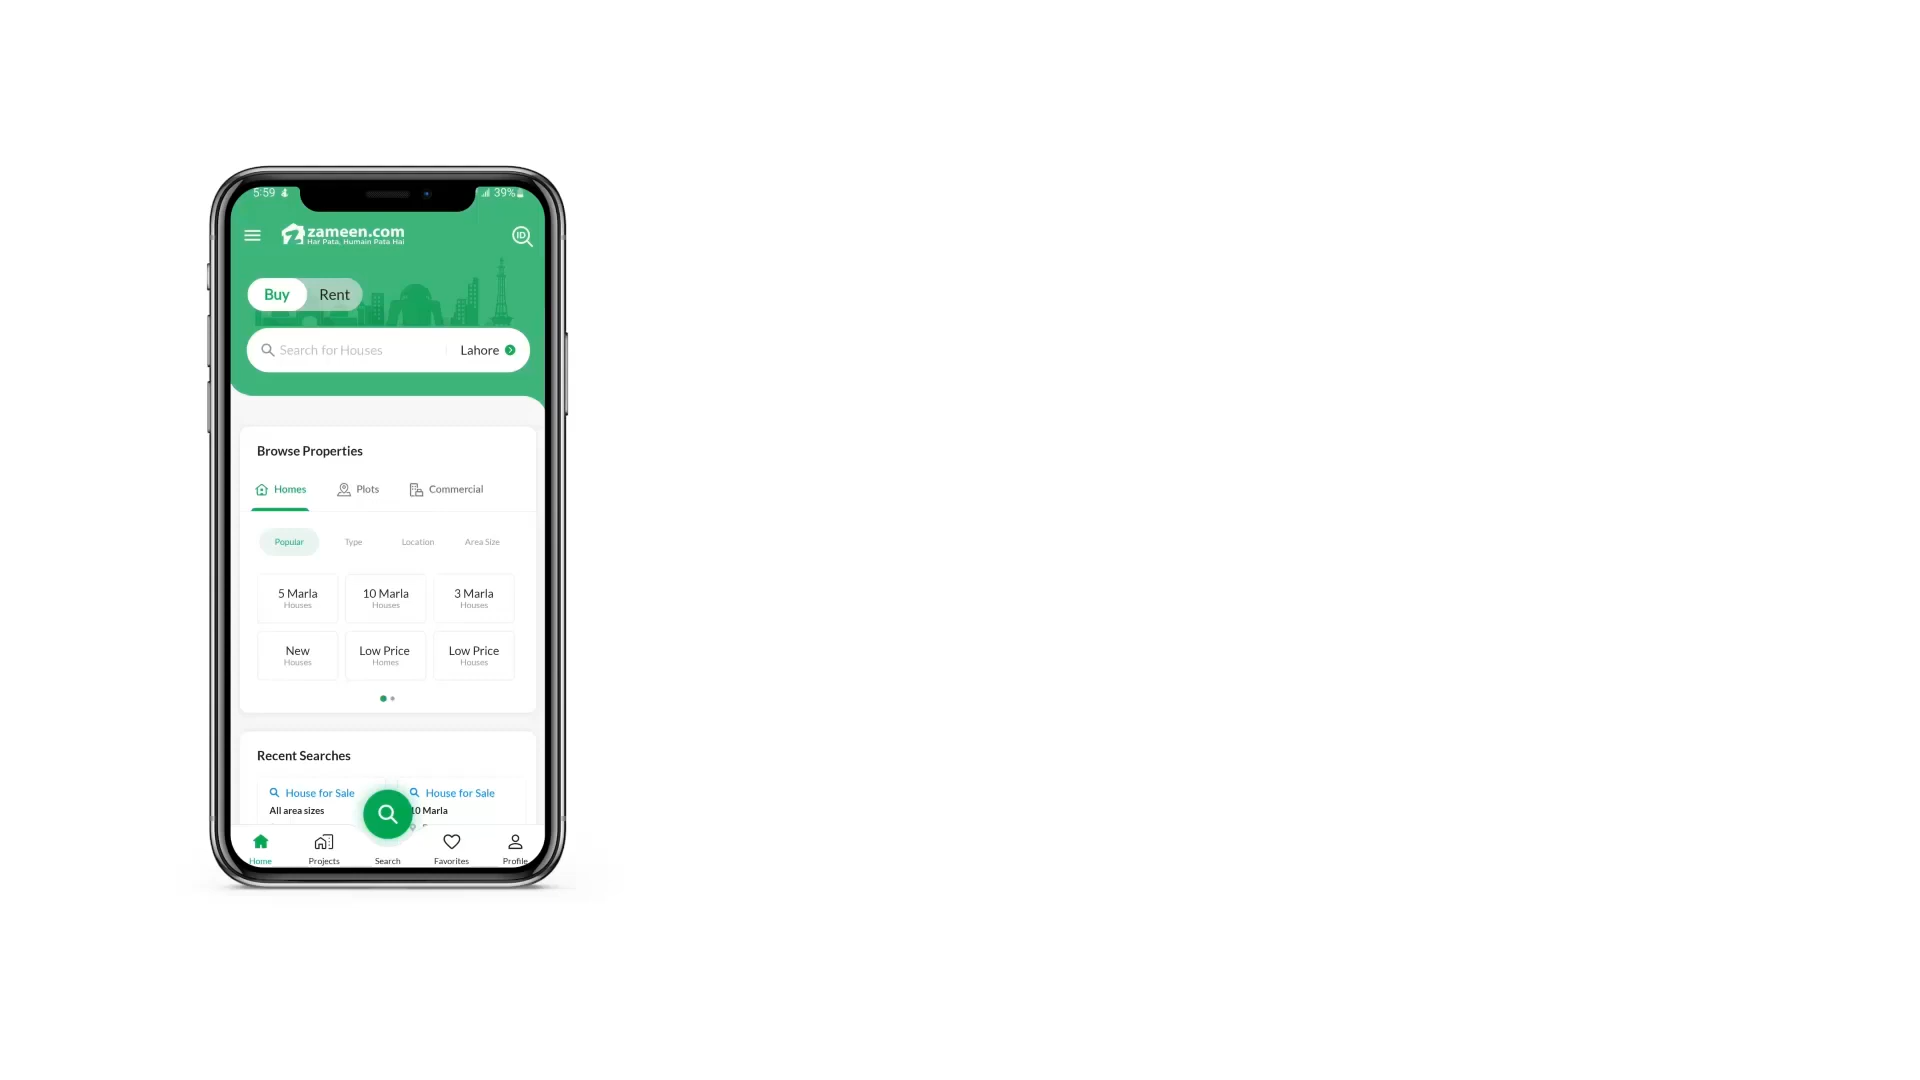 5:59 39%
zameen.com
Har Pata, Humain Pata Hai
ID
Buy Rent
Search for Houses Lahore
Browse Properties
Homes Plots Commercial
Popular Type Location Area Size
5 Marla 10 Marla 3 Marla
Houses Houses Houses
New Low Price Low Price
Houses Homes Houses
Recent Searches
House for Sale House for Sale
All area sizes 10 Marla
Home Projects Search Favorites Profile